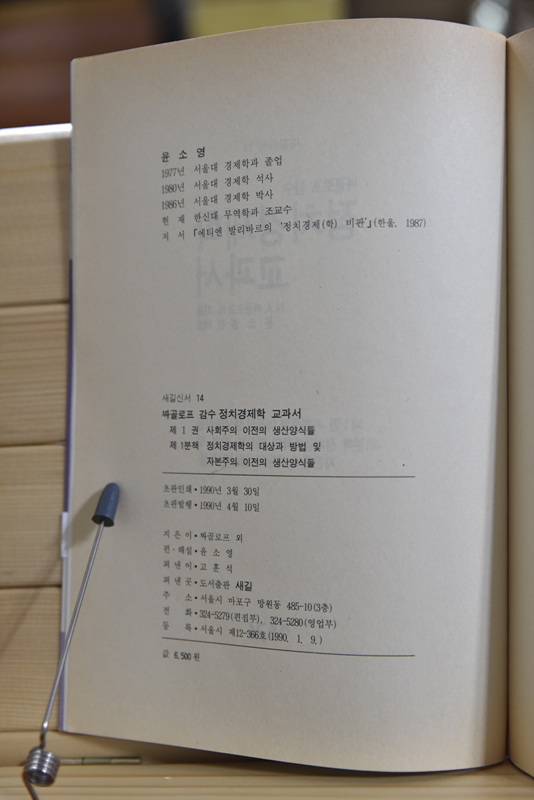 윤 소 영
1977년 서울대 경제학과 졸업
1980년 서울대 경제학 석사
1986년 서울대 경제학 박사
현 재 한신대 무역학과 조교수
저 서 『에티엔 발리바르의 '정치경제(학) 비판'』(한울, 1987)
새길신서 14
짜골로프 감수 정치경제학 교과서
제 1 권 사회주의 이전의 생산양식들
제 1분책 정치경제학의 대상과 방법 및
자본주의 이전의 생산양식들
초판인쇄•1990년 3월 30일
초판발행•1990년 4월 10일
지 은 이•짜골로프 외
편·해설•윤 소 영
펴 낸 이•고 훈 석
펴 낸 곳•도서출판 새길
주 소•서울시 마포구 망원동 485-10(3층)
전 화•324-5279(편집부), 324-5280(영업부)
등 록•서울시 제12-366호(1990. 1. 9.)
값 6,500원